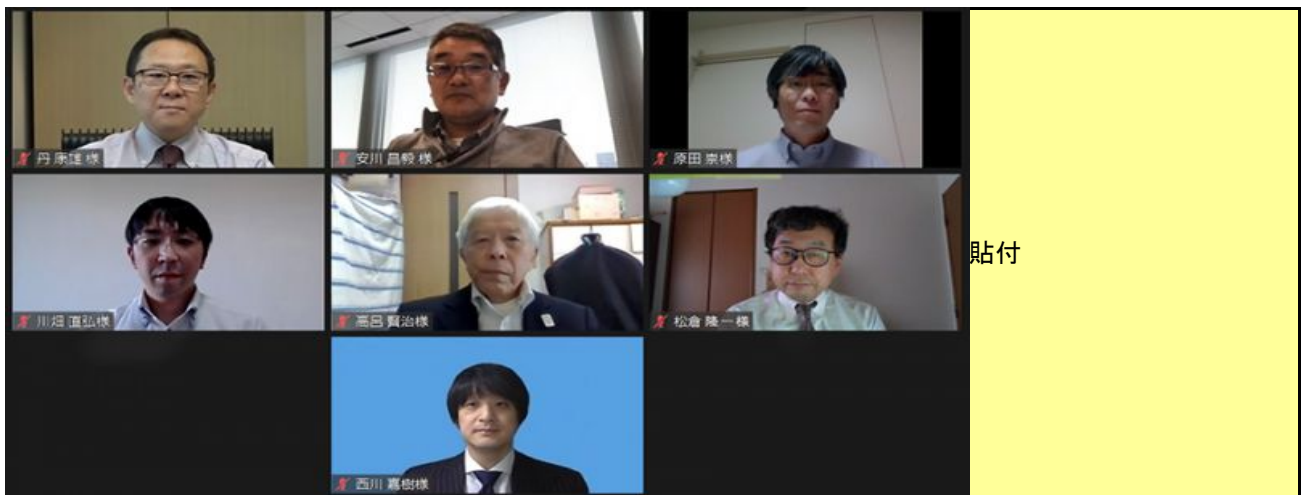 丹 康雄 様
安川 昌毅 様
原田 崇様
川畑 直弘様
高呂 賢治様
松倉 隆一様
西川 嘉樹様
貼付